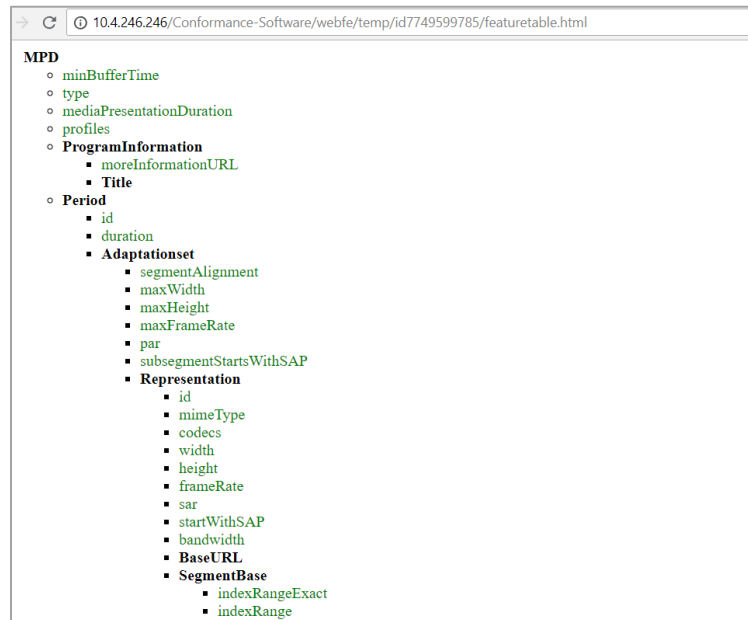 10.4.246.246/Conformance-Software/webfe/temp/id7749599785/featuretable.html
MPD
minBufferTime
type
mediaPresentationDuration
profiles
ProgramInformation
moreInformationURL
Title
Period
id
duration
Adaptationset
segmentAlignment
maxWidth
maxHeight
maxFrameRate
par
subsegmentStartsWithSAP
Representation
id
mimeType
codecs
width
height
frameRate
sar
startWithSAP
bandwidth
BaseURL
SegmentBase
indexRangeExact
indexRange